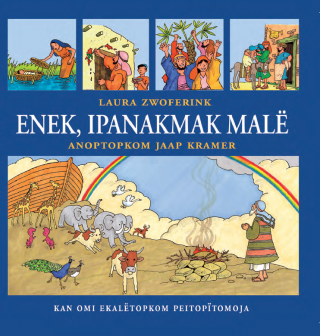 LAURA ZWOFERINK
ENEK, IPANAKMAK MALË
ANOPTOPKOM JAAP KRAMER
KAN OMI EKALËTOPKOM PEITOPÏTOMOJA